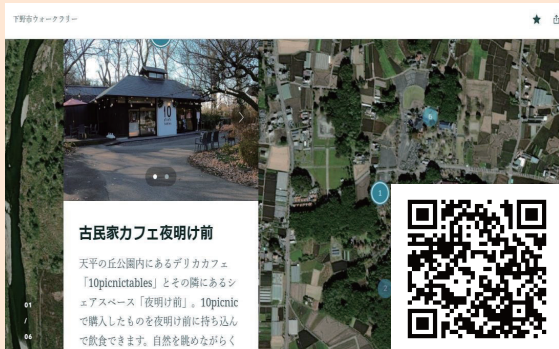 下野市ウォークラリー
10
古民家カフェ夜明け前
天平の丘公園内にあるデリカカフェ
「10picnictables」とその隣にあるシ
ェアスペース「夜明け前」。10picnic
で購入したものを夜明け前に持ち込ん
で飲食できます。自然を眺めながらく
01
/
06
1
2